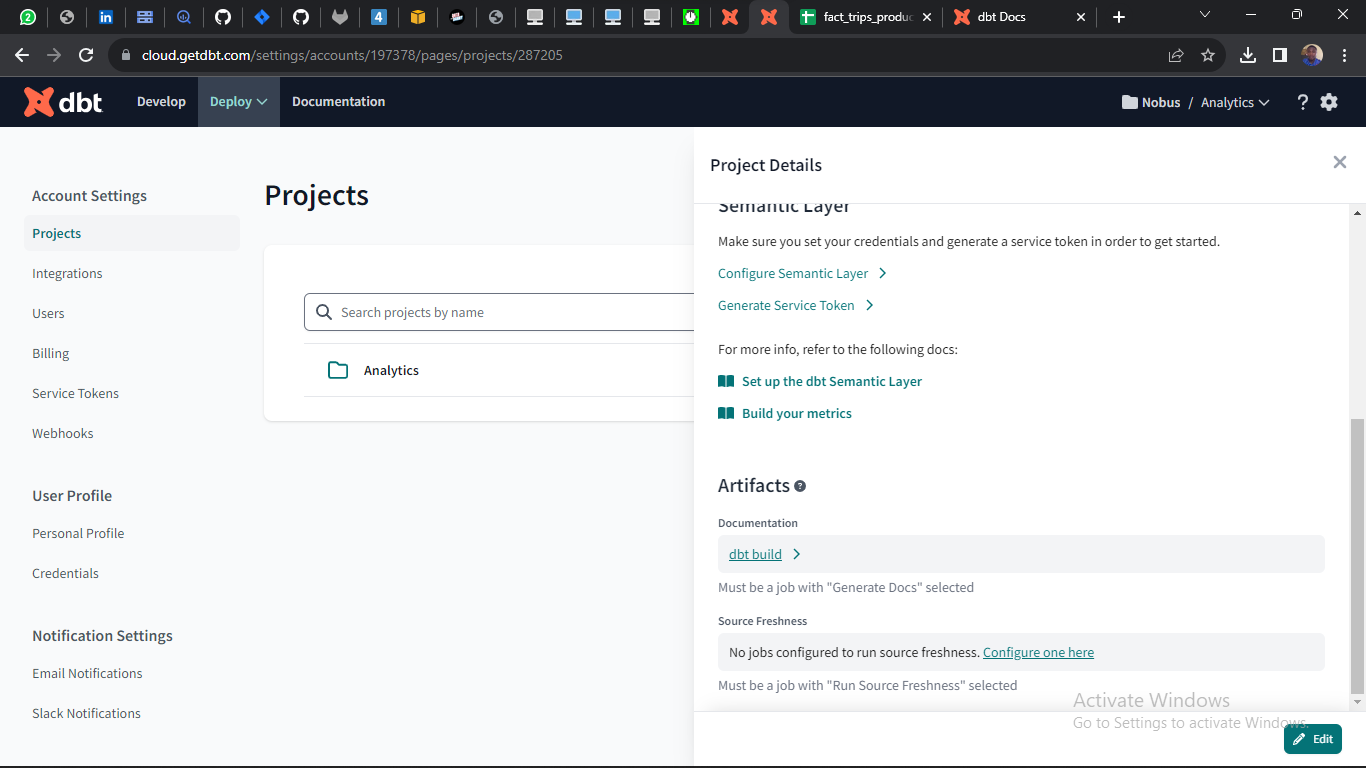 4
fact_trips_produc
dbt Docs
cloud.getdbt.com/settings/accounts/197378/pages/projects/287205
dbt
Develop
Deploy
Documentation
Nobus / Analytics
?
Account Settings
Projects
Integrations
Users
Billing
Service Tokens
Webhooks
User Profile
Personal Profile
Credentials
Notification Settings
Email Notifications
Slack Notifications
Projects
Search projects by name
Analytics
Project Details
Semantic Layer
Make sure you set your credentials and generate a service token in order to get started.
Configure Semantic Layer
Generate Service Token
For more info, refer to the following docs:
Set up the dbt Semantic Layer
Build your metrics
Artifacts ?
Documentation
dbt build
Must be a job with "Generate Docs" selected
Source Freshness
No jobs configured to run source freshness. Configure one here
Must be a job with "Run Source Freshness" selected
Activate Windows
Go to Settings to activate Windows.
Edit